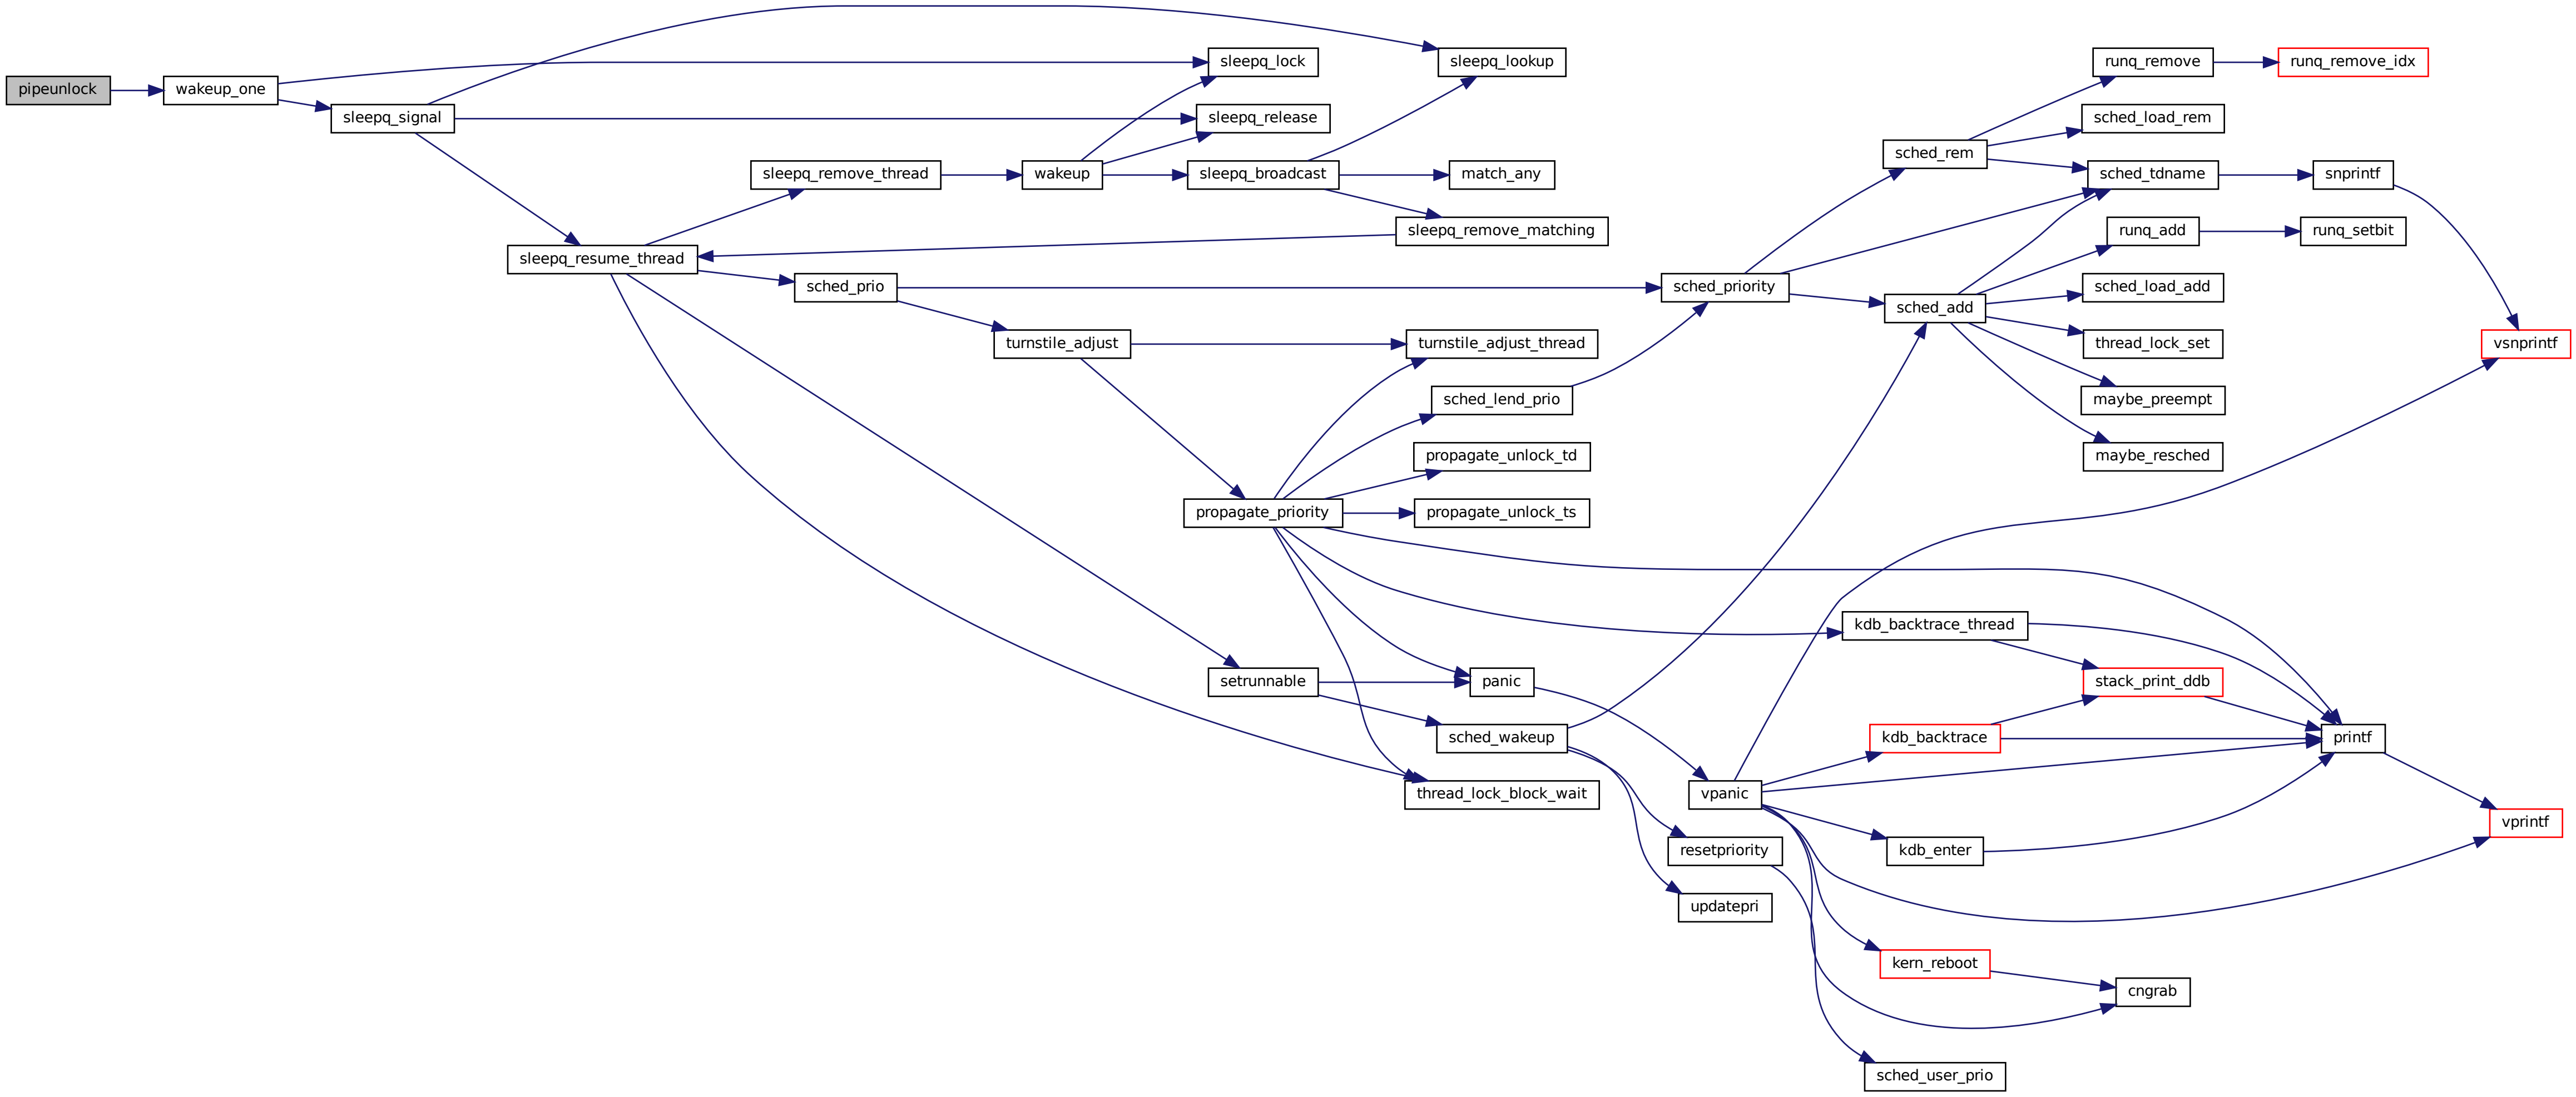 pipeunlock
wakeup_one
sleepq_lock
sleepq_lookup
runq_remove
runq_remove_idx
sleepq_signal
sleepq_release
sched_load_rem
sched_rem
sleepq_remove_thread
wakeup
sleepq_broadcast
match_any
sched_tdname
snprintf
sleepq_remove_matching
runq_add
runq_setbit
sleepq_resume_thread
sched_prio
sched_priority
sched_load_add
sched_add
turnstile_adjust
turnstile_adjust_thread
thread_lock_set
vsnprintf
sched_lend_prio
maybe_preempt
propagate_unlock_td
maybe_resched
propagate_priority
propagate_unlock_ts
kdb_backtrace_thread
setrunnable
panic
stack_print_ddb
sched_wakeup
kdb_backtrace
printf
thread_lock_block_wait
vpanic
vprintf
resetpriority
kdb_enter
updatepri
kern_reboot
cngrab
sched_user_prio